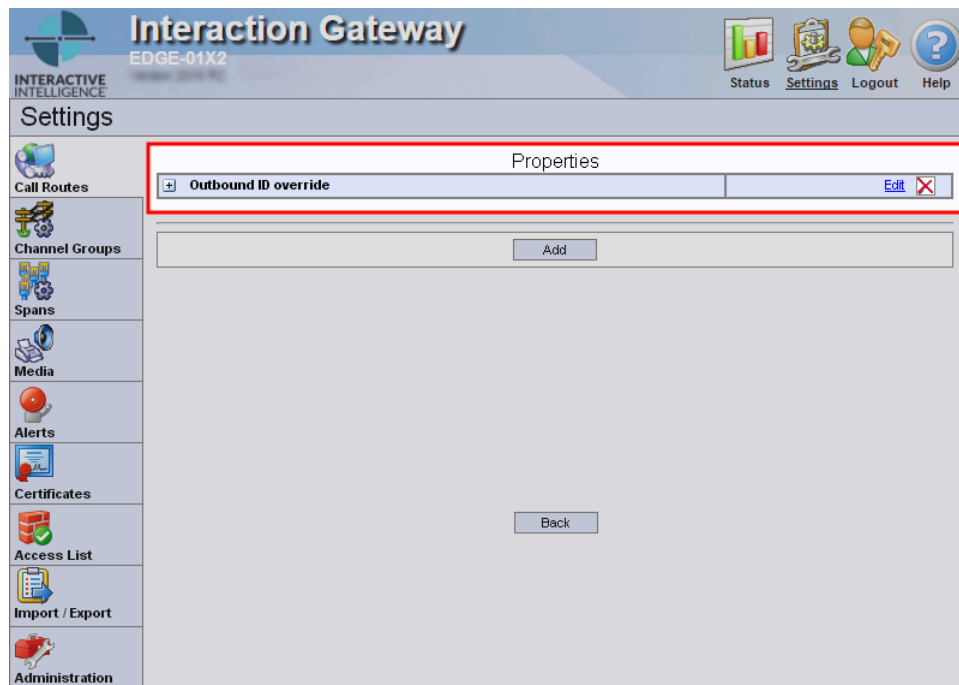 Interaction Gateway
EDGE-01X2
INTERACTIVE
INTELLIGENCE
Status
Settings
Logout
Help
Settings
Call Routes
Channel Groups
Spans
Media
Alerts
Certificates
Access List
Import / Export
Administration
Properties
Outbound ID override
Edit
Add
Back